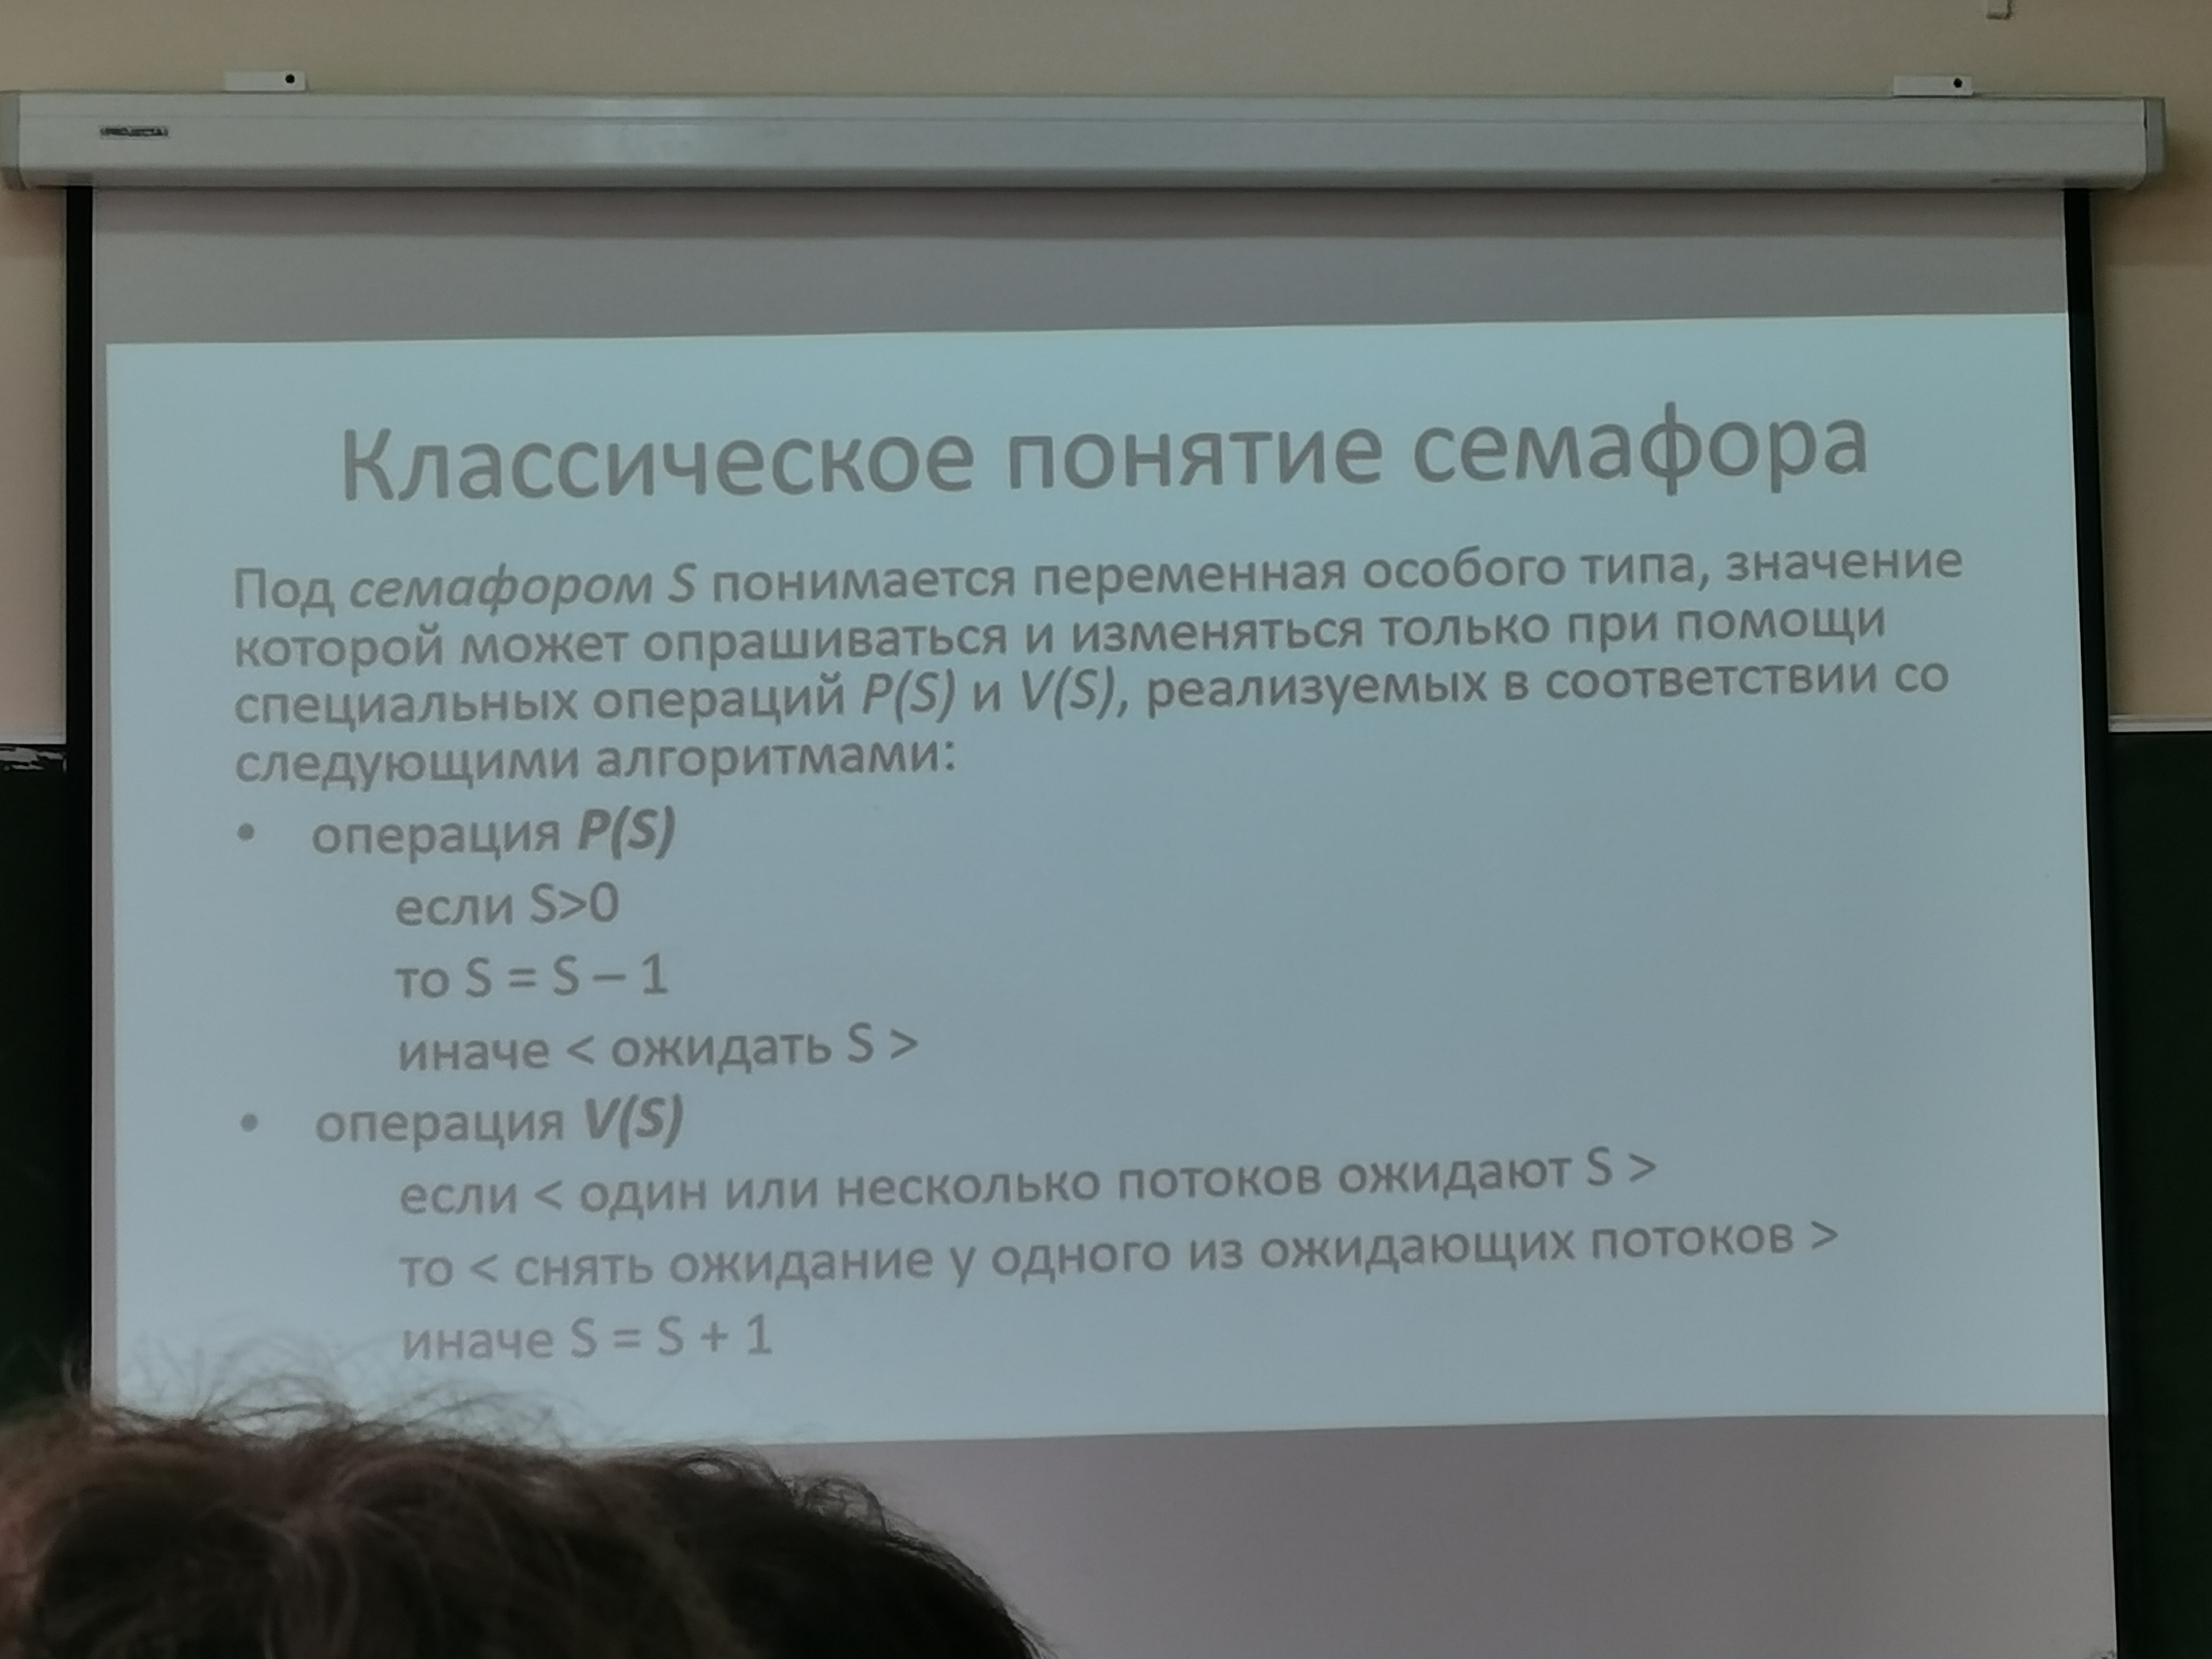 Классическое понятие семафора
Под семафором S понимается переменная особого типа, значение
которой может опрашиваться и изменяться только при помощи
специальных операций P(S) и V(S), реализуемых в соответствии со
следующими алгоритмами:
• операция P(S)
если S>0
то S = S – 1
иначе < ожидать S >
• операция V(S)
если < один или несколько потоков ожидают S >
то < снять ожидание у одного из ожидающих потоков >
иначе S = S + 1